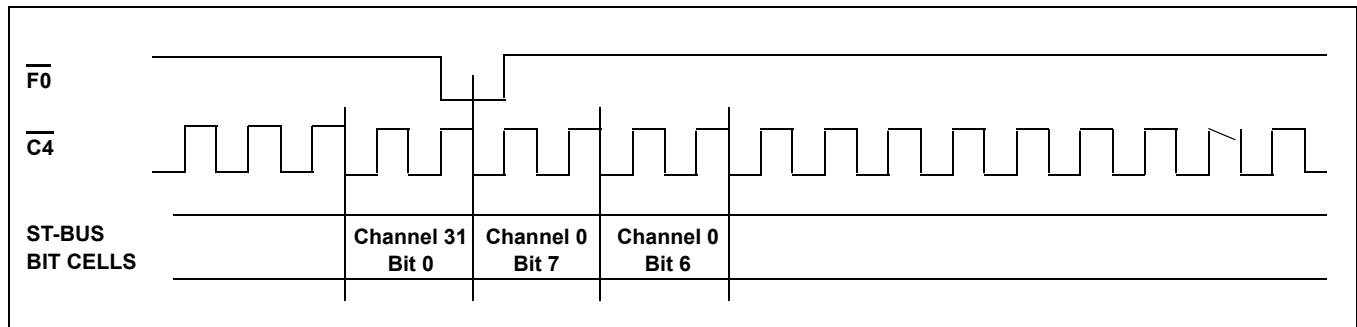 F0
C4
ST-BUS
BIT CELLS
Channel 31
Bit 0
Channel 0
Bit 7
Channel 0
Bit 6